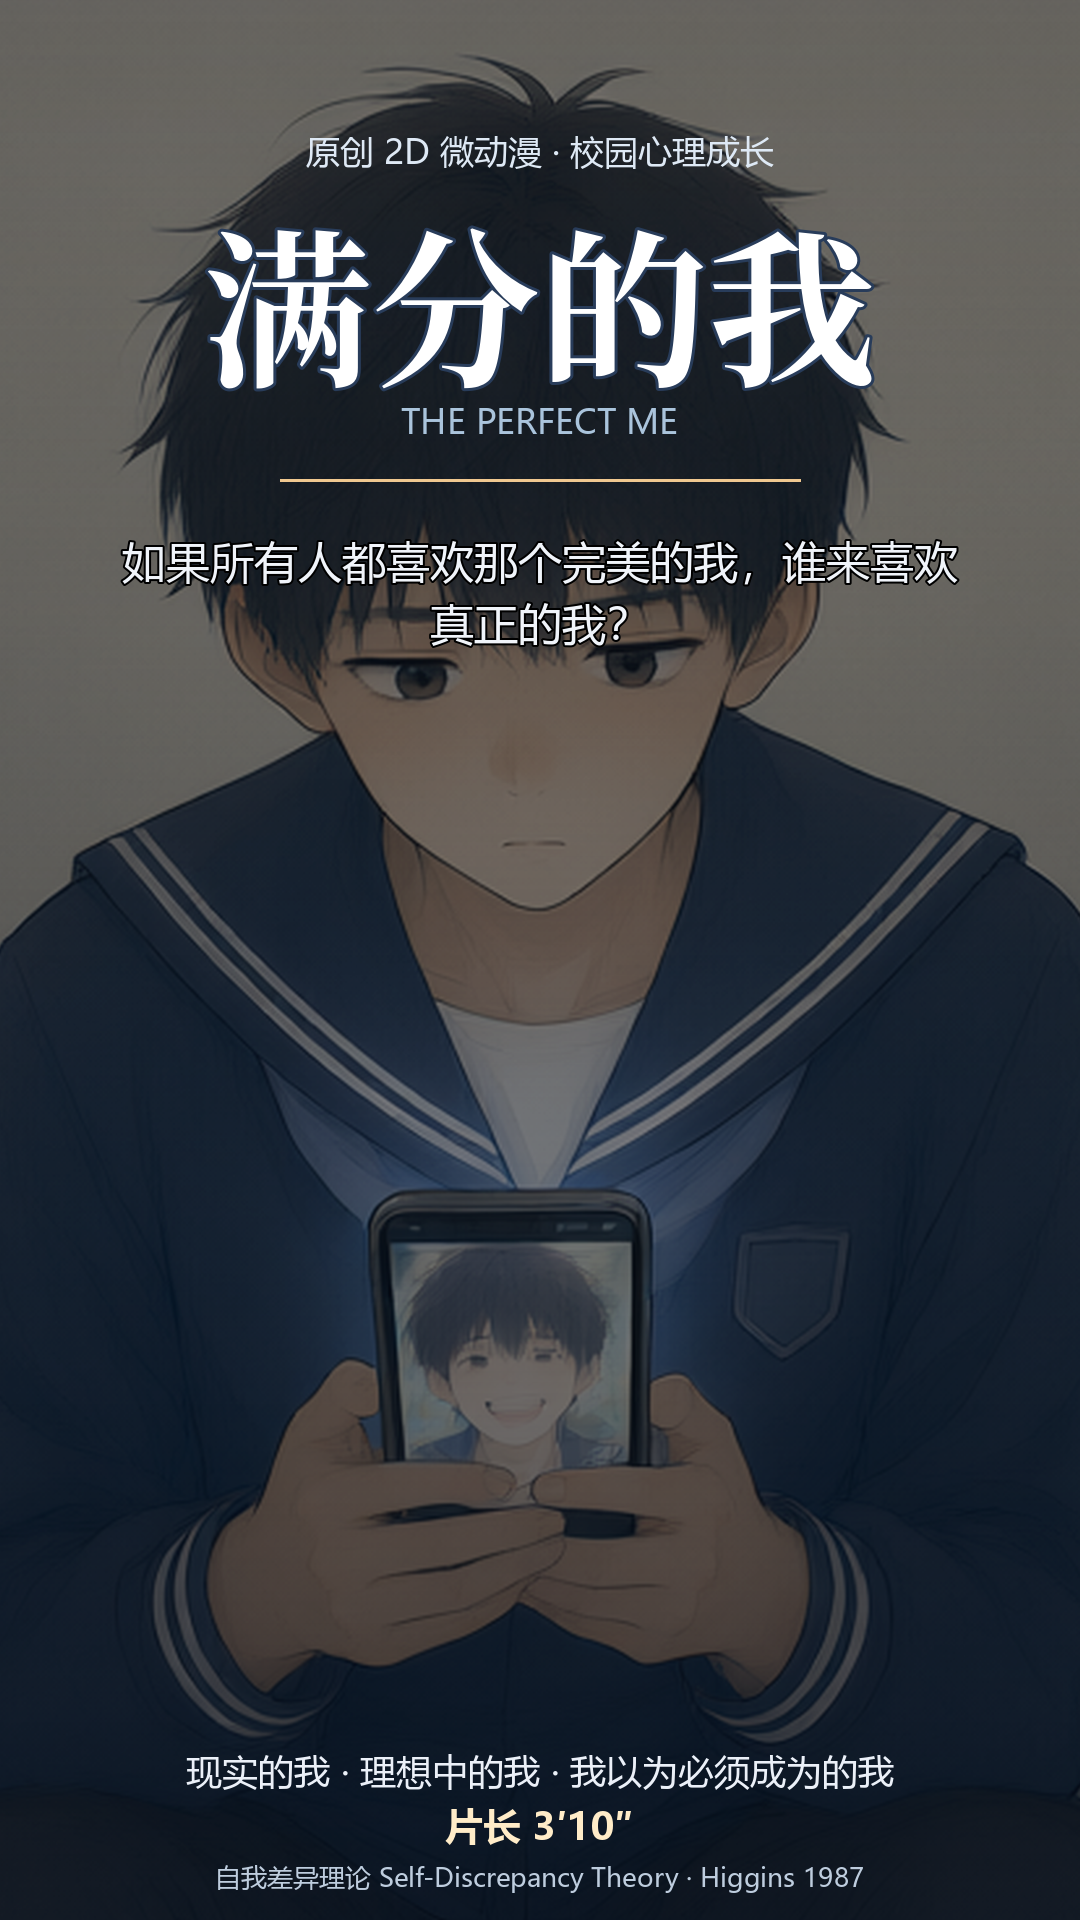 原创 2D 微动漫 · 校园心理成长
满分的我
THE PERFECT ME
如果所有人都喜欢那个完美的我，谁来喜欢
真正的我？
现实的我 · 理想中的我 · 我以为必须成为的我
片长 3′10″
自我差异理论 Self-Discrepancy Theory · Higgins 1987